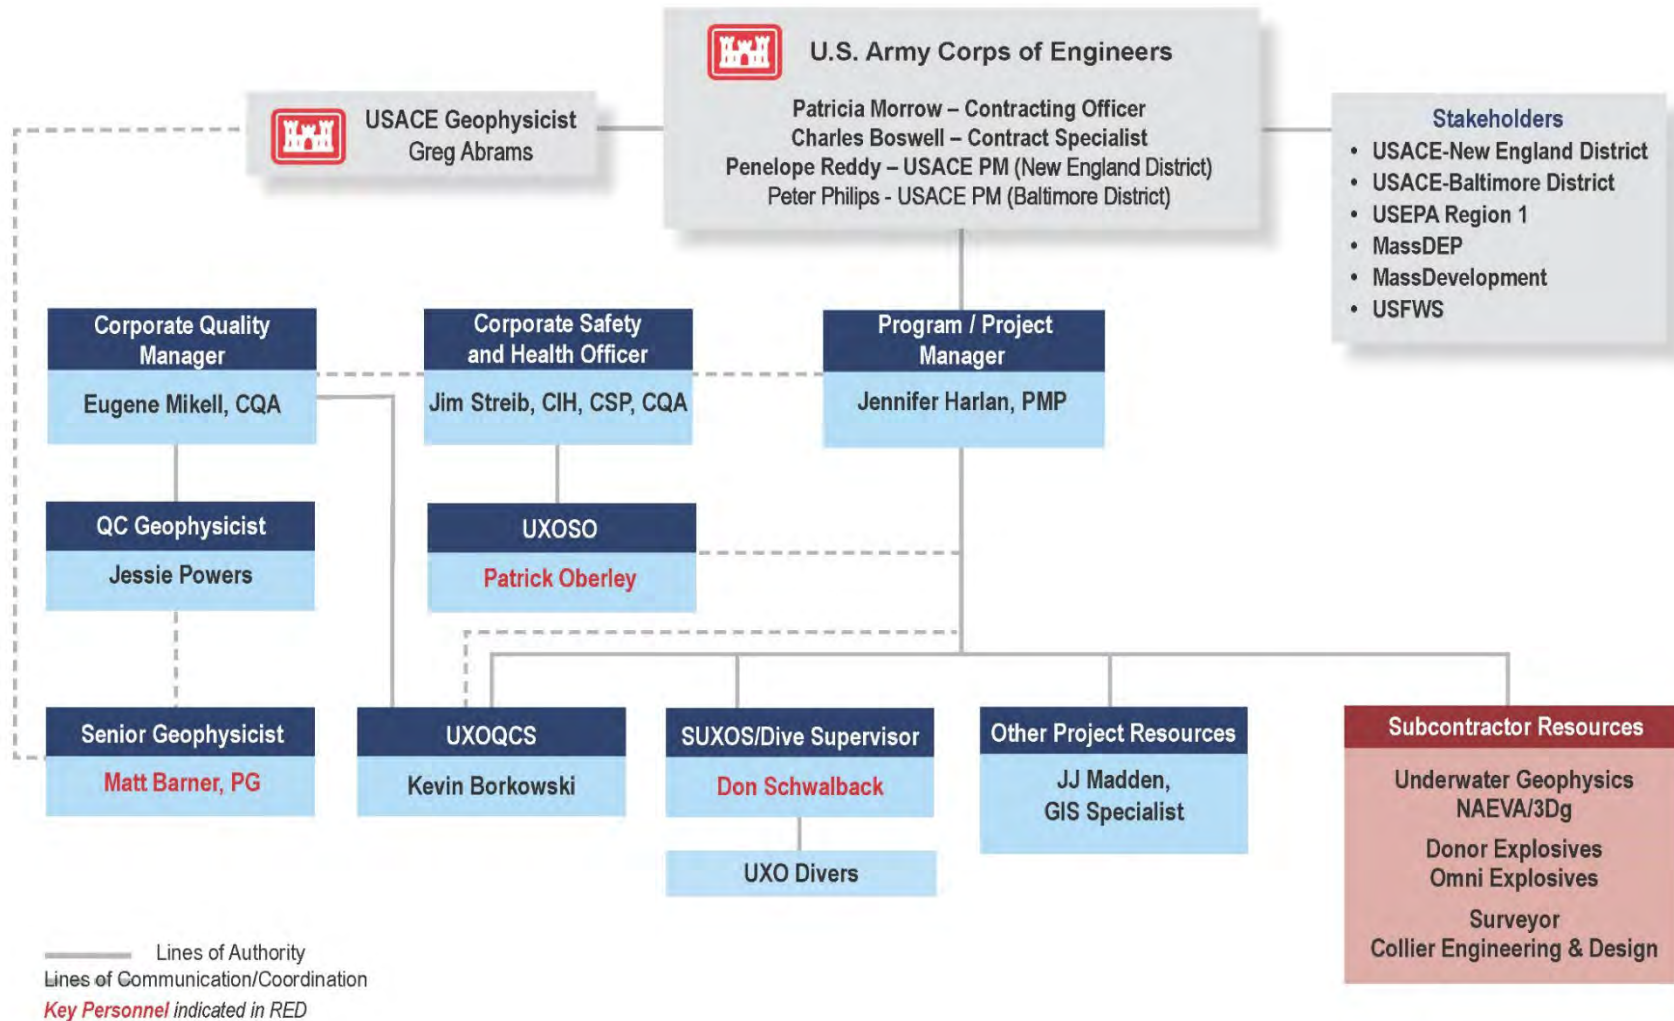 U.S. Army Corps of Engineers
Patricia Morrow – Contracting Officer
Charles Boswell – Contract Specialist
Penelope Reddy – USACE PM (New England District)
Peter Philips - USACE PM (Baltimore District)
USACE Geophysicist
Greg Abrams
Stakeholders
• USACE-New England District
• USACE-Baltimore District
• USEPA Region 1
• MassDEP
• MassDevelopment
• USFWS
Corporate Quality
Manager
Eugene Mikell, CQA
Corporate Safety
and Health Officer
Jim Streib, CIH, CSP, CQA
Program / Project
Manager
Jennifer Harlan, PMP
QC Geophysicist
Jessie Powers
UXOSO
Patrick Oberley
Senior Geophysicist
Matt Barner, PG
UXOQCS
Kevin Borkowski
SUXOS/Dive Supervisor
Don Schwalback
UXO Divers
Other Project Resources
JJ Madden,
GIS Specialist
Subcontractor Resources
Underwater Geophysics
NAEVA/3Dg
Donor Explosives
Omni Explosives
Surveyor
Collier Engineering & Design
Lines of Authority
Lines of Communication/Coordination
Key Personnel indicated in RED